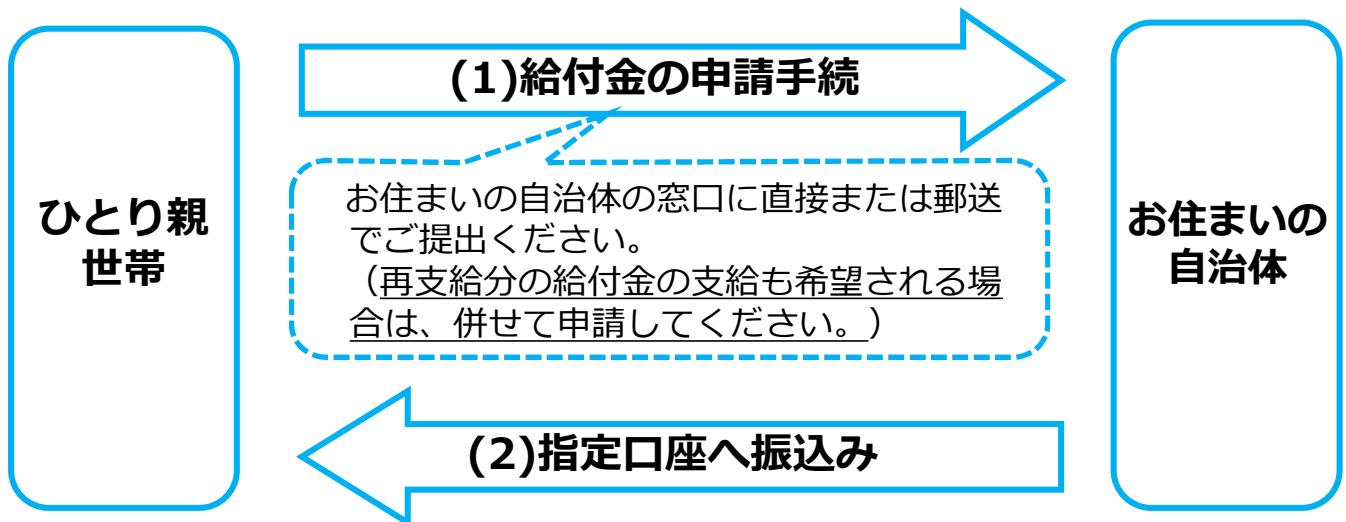 (1)給付金の申請手続
ひとり親
世帯
お住まいの自治体の窓口に直接または郵送
でご提出ください。
（再支給分の給付金の支給も希望される場
合は、併せて申請してください。）
お住まいの
自治体
(2)指定口座へ振込み